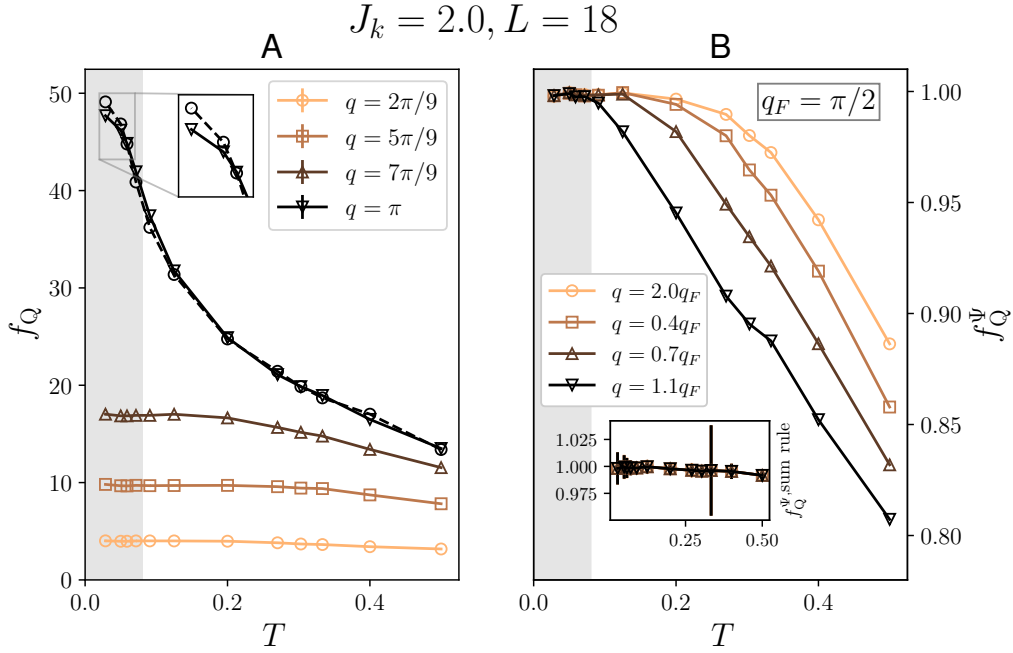 J_k = 2.0, L = 18
A
B
50
40
30
20
10
0
f_Q
q = 2π/9
q = 5π/9
q = 7π/9
q = π
0.0
0.2
0.4
T
q_F = π/2
1.00
0.95
0.90
0.85
0.80
f_Q^Ψ
q = 2.0q_F
q = 0.4q_F
q = 0.7q_F
q = 1.1q_F
1.025
1.000
0.975
0.25
0.50
f_Q^Ψ,sum rule
0.0
0.2
0.4
T